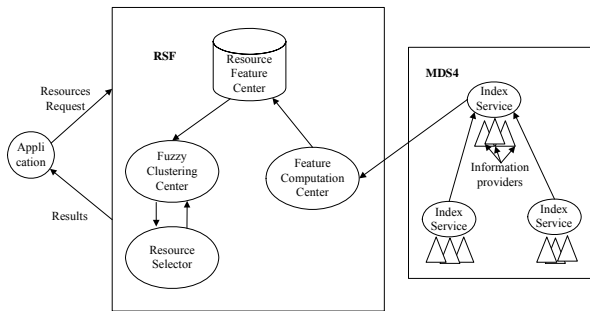 RSF
Resource
Feature
Center
MDS4
Resources
Request
Index
Service
Appli
cation
Fuzzy
Clustering
Center
Feature
Computation
Center
Information
providers
Results
Resource
Selector
Index
Service
Index
Service